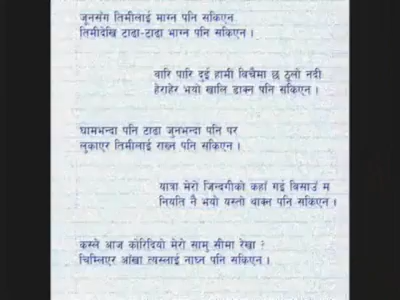 जूनसँग तिमीलाई माग्न पनि सकिएन
तिमीदेखि टाढा-टाढा भाग्न पनि सकिएन ।
वारि पारि दुई हामी बिचैमा छ ठूलो नदी
हेराहेर भयो खालि डाक्न पनि सकिएन ।
घामभन्दा पनि टाढा जुनभन्दा पनि पर
लुकाएर तिमीलाई राख्न पनि सकिएन ।
यात्रा मेरो जिन्दगीको कहाँ गई बिसाउँ म
नियति नै भयो यस्तो थाक्न पनि सकिएन ।
कस्ले आज कोरिदियो मेरो सामु सीमा रेखा ?
चिम्लिएर आँखा त्यस्लाई नाघ्न पनि सकिएन ।